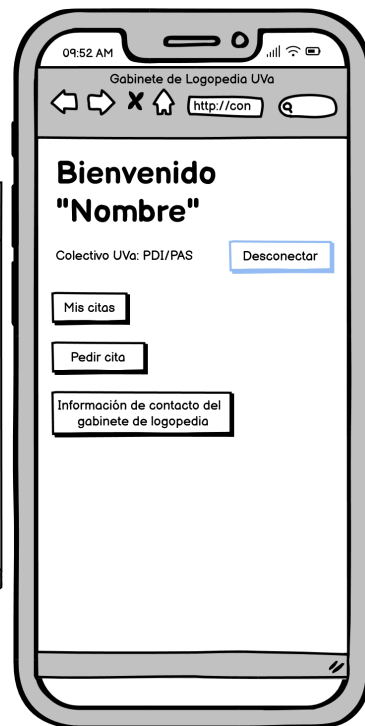 09:52 AM
Gabinete de Logopedia UVa
http://con
Bienvenido
"Nombre"
Colectivo UVa: PDI/PAS
Desconectar
Mis citas
Pedir cita
Información de contacto del
gabinete de logopedia